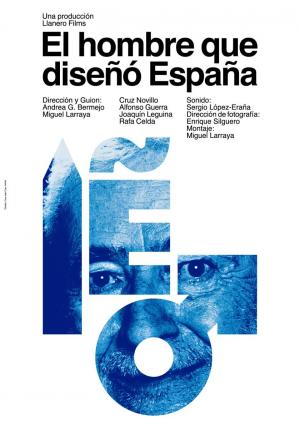 Una producción
Llanero Films
El hombre que
diseñó España
Dirección y Guion:
Andrea G. Bermejo
Miguel Larraya
Cruz Novillo
Alfonso Guerra
Joaquín Leguina
Rafa Celda
Sonido:
Sergio López-Eraña
Dirección de fotografía:
Enrique Silguero
Montaje:
Miguel Larraya
Ñ
E